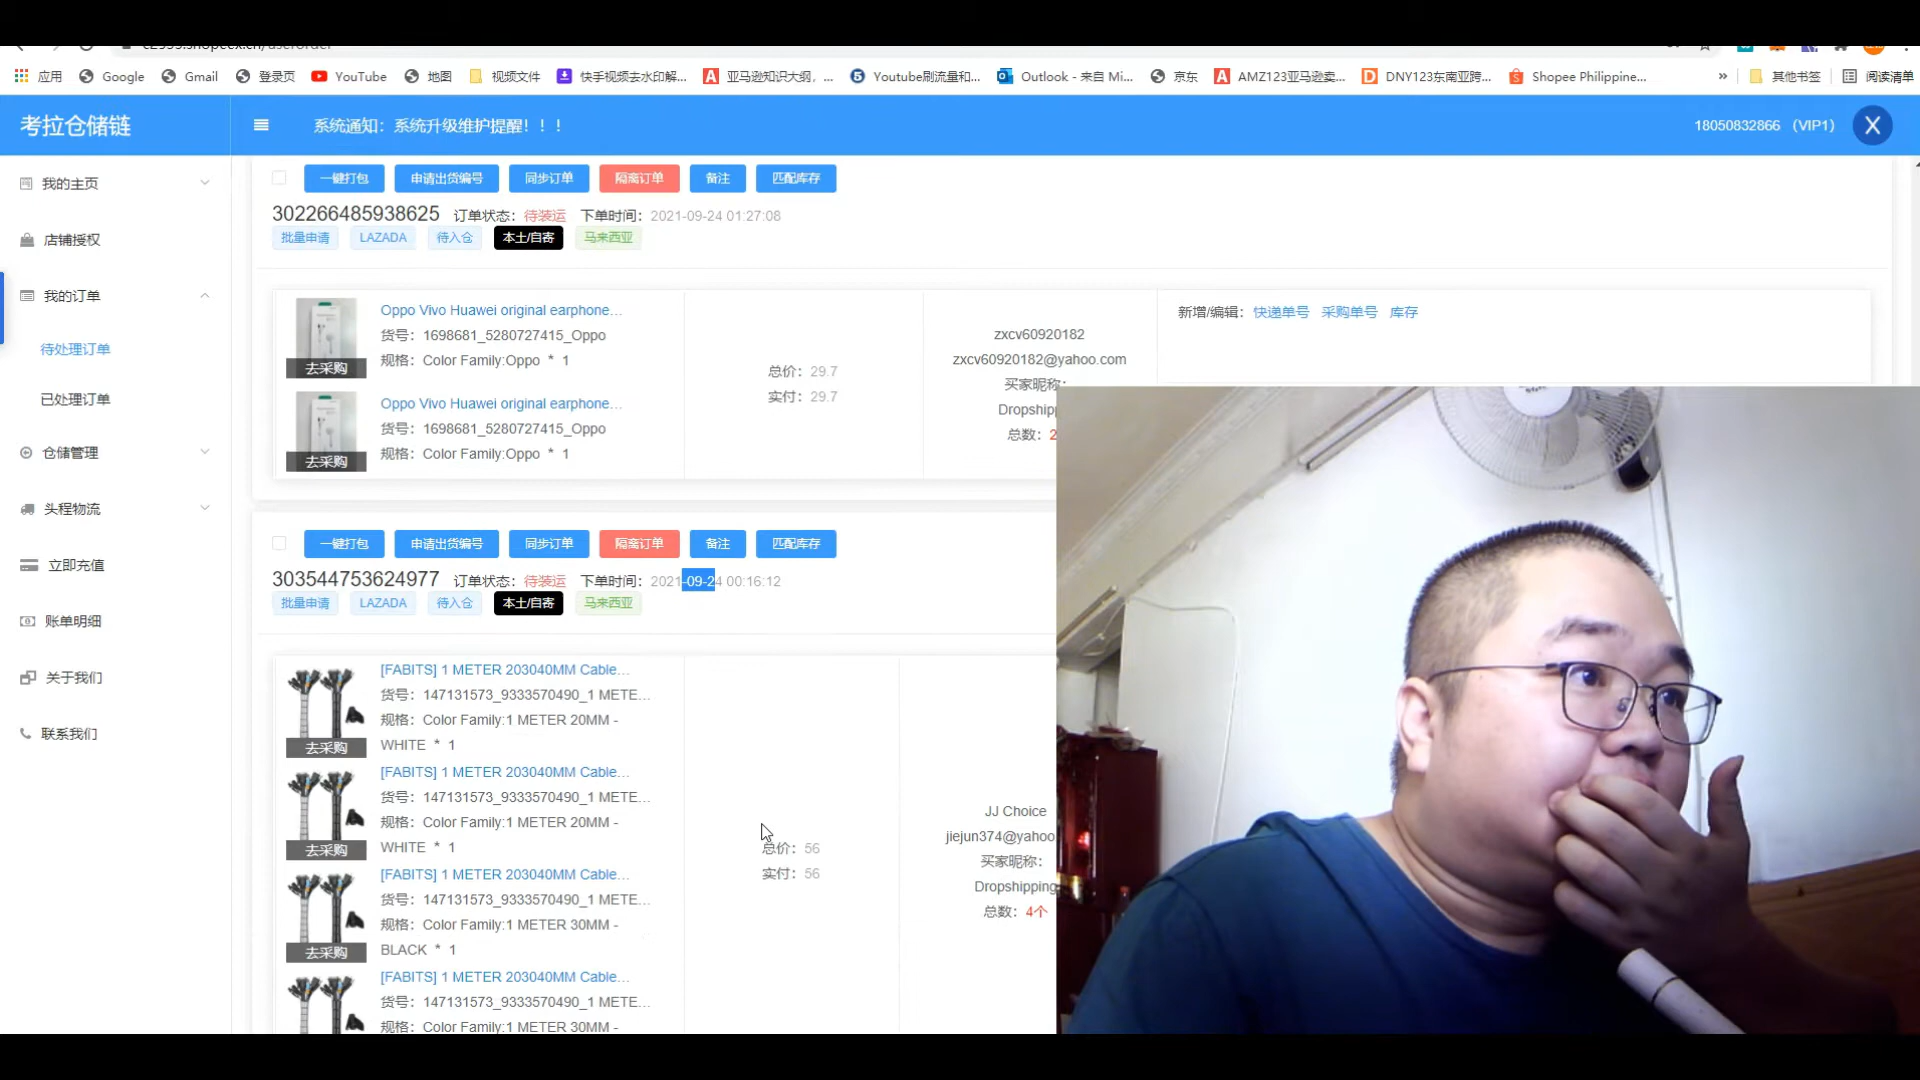 应用 Google Gmail 登录页 YouTube 地图 视频文件 快手视频去水印解... 亚马逊知识大纲，... Youtube刷流量和... Outlook - 来自 Mi... 京东 AMZ123亚马逊卖... DNY123东南亚跨... Shopee Philippine... » 其他书签 阅读清单
考拉仓储链 系统通知：系统升级维护提醒！！！ 18050832866 （VIP1） X
我的主页
店铺授权
我的订单
待处理订单
已处理订单
仓储管理
头程物流
立即充值
账单明细
关于我们
联系我们
一键打包 申请出货编号 同步订单 隔离订单 备注 匹配库存
302266485938625 订单状态：待装运 下单时间：2021-09-24 01:27:08
批量申请 LAZADA 待入仓 本土/自寄 马来西亚
Oppo Vivo Huawei original earphone...
货号：1698681_5280727415_Oppo
规格：Color Family:Oppo * 1
去采购
Oppo Vivo Huawei original earphone...
货号：1698681_5280727415_Oppo
规格：Color Family:Oppo * 1
去采购
总价：29.7
实付：29.7
zxcv60920182
zxcv60920182@yahoo.com
买家昵称：
Dropship
总数：2
新增/编辑：快递单号 采购单号 库存
一键打包 申请出货编号 同步订单 隔离订单 备注 匹配库存
303544753624977 订单状态：待装运 下单时间：2021-09-24 00:16:12
批量申请 LAZADA 待入仓 本土/自寄 马来西亚
[FABITS] 1 METER 203040MM Cable...
货号：147131573_9333570490_1 METE...
规格：Color Family:1 METER 20MM -
WHITE * 1
去采购
[FABITS] 1 METER 203040MM Cable...
货号：147131573_9333570490_1 METE...
规格：Color Family:1 METER 20MM -
WHITE * 1
去采购
[FABITS] 1 METER 203040MM Cable...
货号：147131573_9333570490_1 METE...
规格：Color Family:1 METER 30MM -
BLACK * 1
去采购
[FABITS] 1 METER 203040MM Cable...
货号：147131573_9333570490_1 METE...
规格：Color Family:1 METER 30MM -
总价：56
实付：56
JJ Choice
jiejun374@yahoo
买家昵称：
Dropshipping
总数：4个